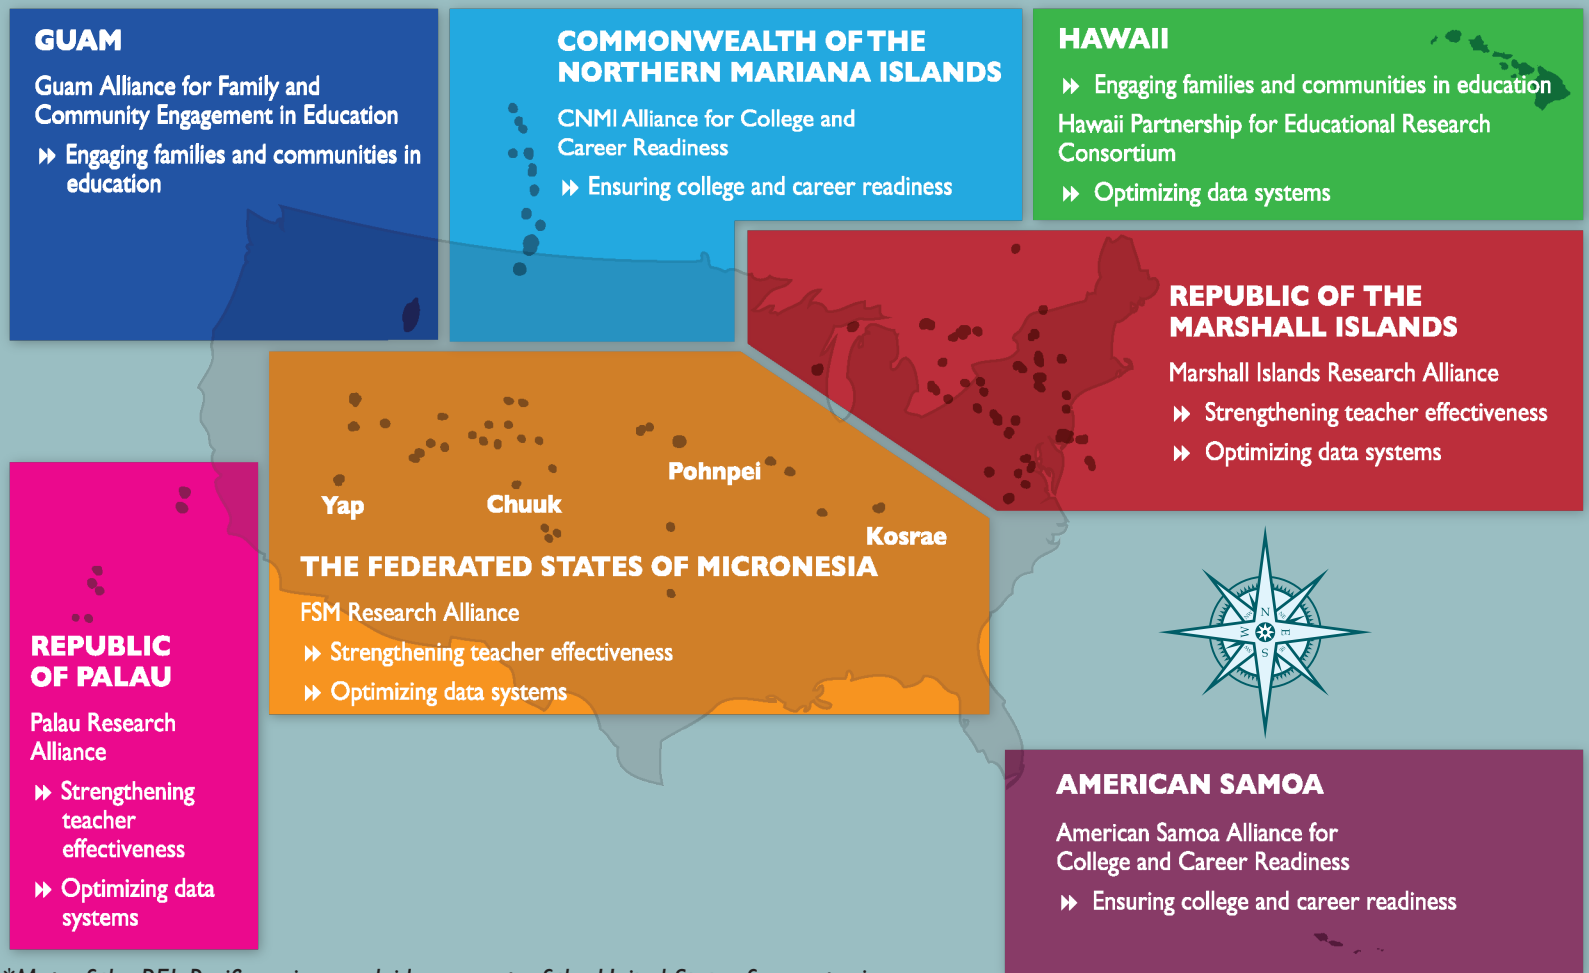 GUAM
Guam Alliance for Family and
Community Engagement in Education
Engaging families and communities in
education
COMMONWEALTH OF THE
NORTHERN MARIANA ISLANDS
CNMI Alliance for College and
Career Readiness
Ensuring college and career readiness
HAWAII
Engaging families and communities in education
Hawaii Partnership for Educational Research
Consortium
Optimizing data systems
REPUBLIC OF THE
MARSHALL ISLANDS
Marshall Islands Research Alliance
Strengthening teacher effectiveness
Optimizing data systems
Yap
Chuuk
Pohnpei
Kosrae
THE FEDERATED STATES OF MICRONESIA
FSM Research Alliance
Strengthening teacher effectiveness
Optimizing data systems
REPUBLIC
OF PALAU
Palau Research
Alliance
Strengthening
teacher
effectiveness
Optimizing data
systems
N
W
E
S
AMERICAN SAMOA
American Samoa Alliance for
College and Career Readiness
Ensuring college and career readiness